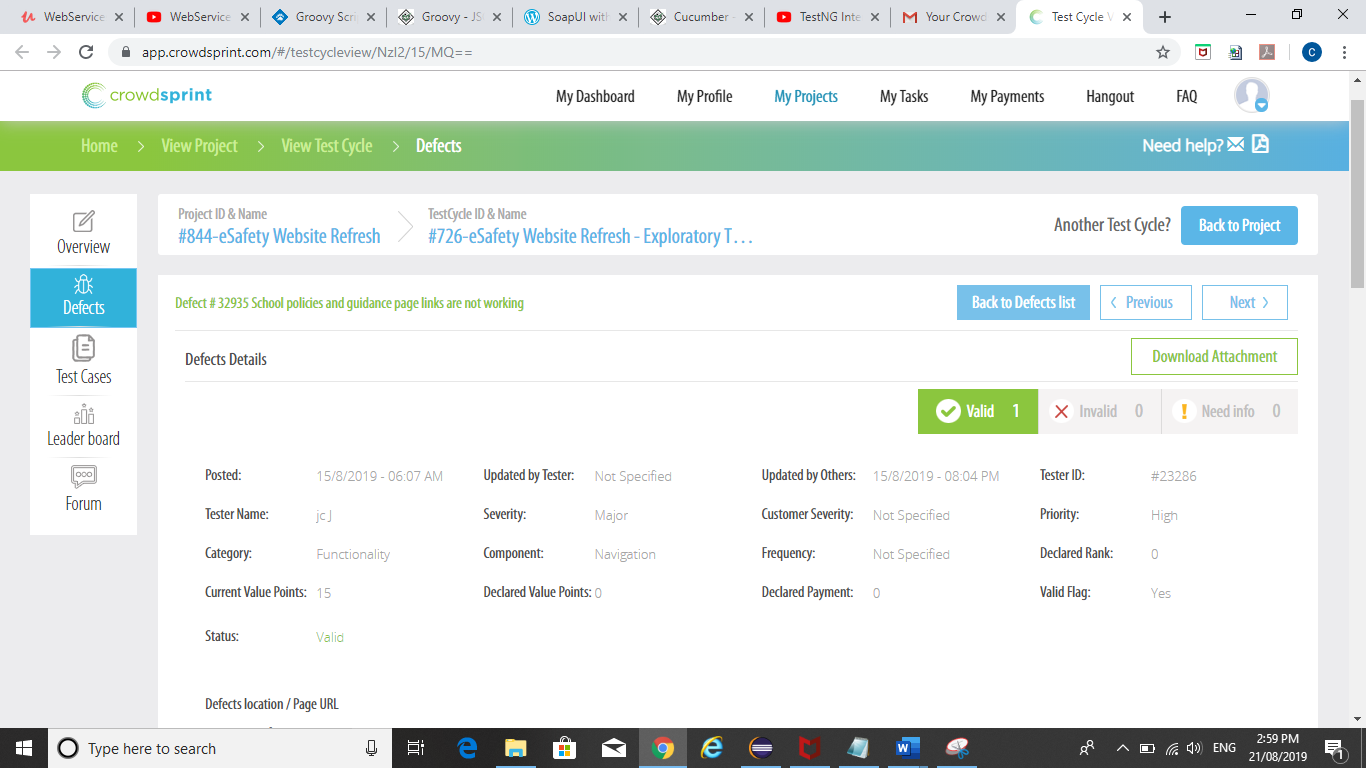 WebService
WebService
Groovy Scri
Groovy - JS
SoapUI with
Cucumber -
TestNG Inte
Your Crowd
Test Cycle V
app.crowdsprint.com/#/testcycleview/NzI2/15/MQ==
C
crowdsprint
My Dashboard
My Profile
My Projects
My Tasks
My Payments
Hangout
FAQ
Home > View Project > View Test Cycle > Defects
Need help?
Overview
Defects
Test Cases
Leader board
Forum
Project ID & Name
#844-eSafety Website Refresh
TestCycle ID & Name
#726-eSafety Website Refresh - Exploratory T...
Another Test Cycle?
Back to Project
Defect # 32935 School policies and guidance page links are not working
Back to Defects list
< Previous
Next >
Defects Details
Download Attachment
Valid 1
Invalid 0
Need info 0
Posted: 15/8/2019 - 06:07 AM Updated by Tester: Not Specified Updated by Others: 15/8/2019 - 08:04 PM Tester ID: #23286
Tester Name: jc J Severity: Major Customer Severity: Not Specified Priority: High
Category: Functionality Component: Navigation Frequency: Not Specified Declared Rank: 0
Current Value Points: 15 Declared Value Points: 0 Declared Payment: 0 Valid Flag: Yes
Status: Valid
Defects location / Page URL
Type here to search
ENG
2:59 PM
21/08/2019
1